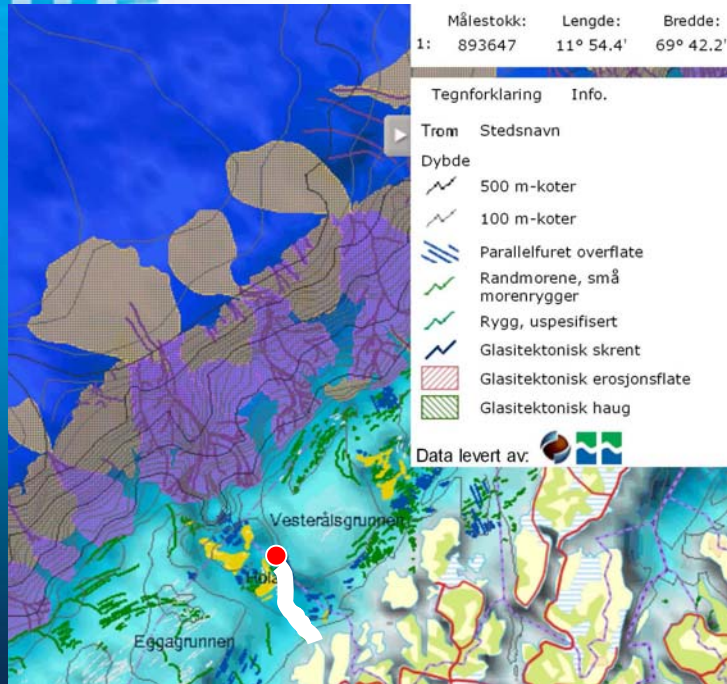 Målestokk: Lengde: Bredde:
1: 893647 11° 54.4' 69° 42.2'
Tegnforklaring Info.
Trom Stedsnavn
Dybde
500 m-koter
100 m-koter
Parallelfuret overflate
Randmorene, små
morenrygger
Rygg, uspesifisert
Glasitektonisk skrent
Glasitektonisk erosjonsflate
Glasitektonisk haug
Data levert av:
Vesterålsgrunnen
Eggagrunnen